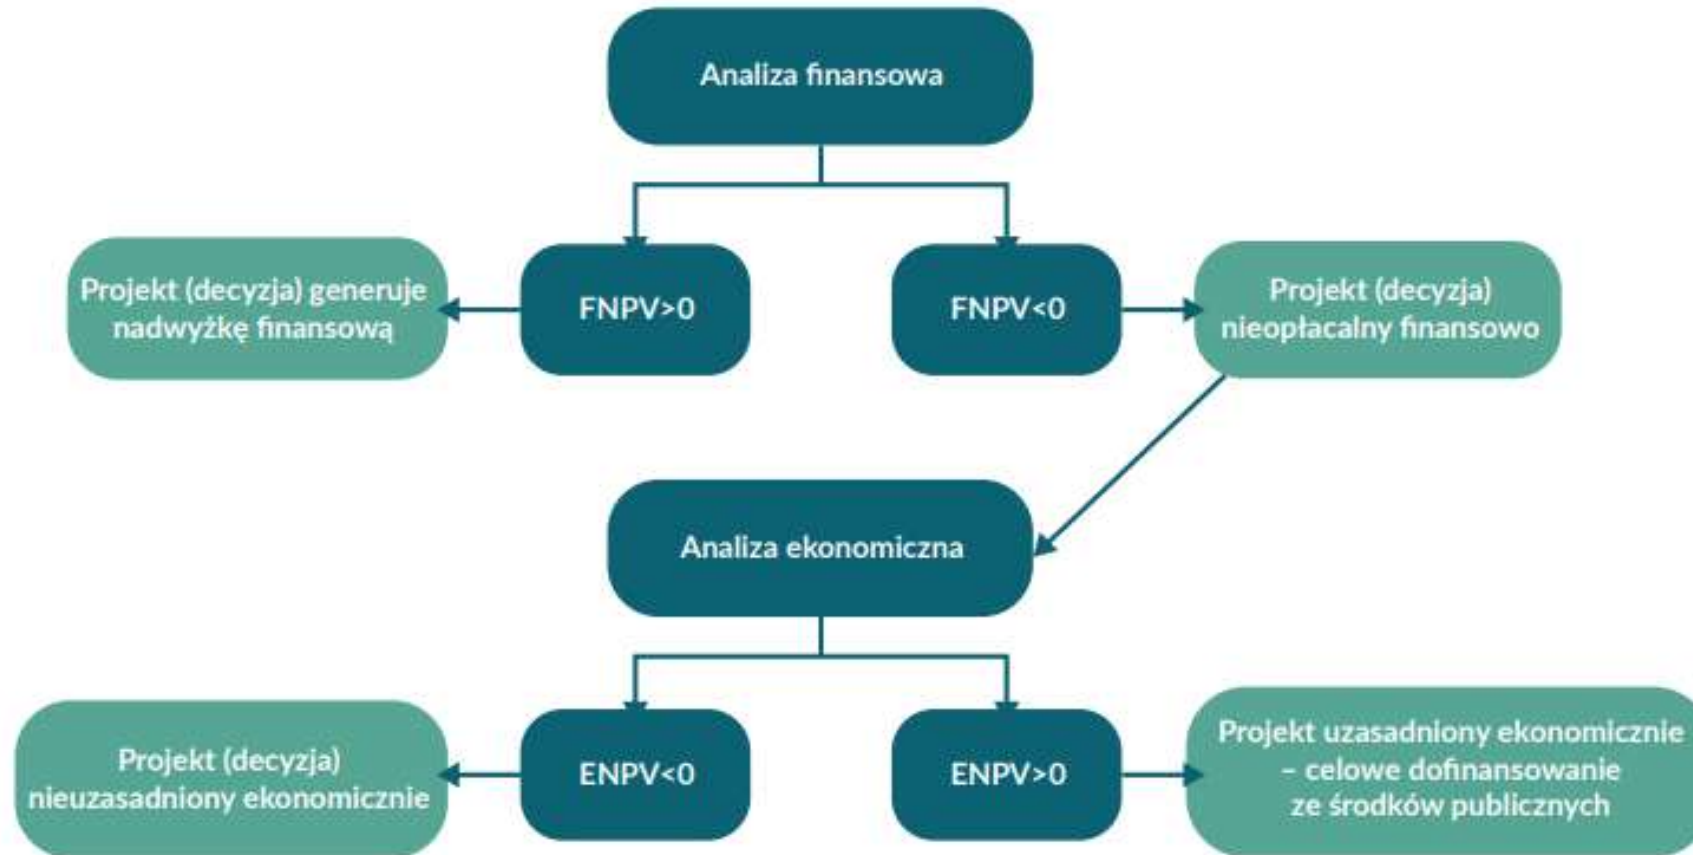 Analiza finansowa
Projekt (decyzja) generuje
nadwyżkę finansową
FNPV>0
FNPV<0
Projekt (decyzja)
nieopłacalny finansowo
Analiza ekonomiczna
Projekt (decyzja)
nieuzasadniony ekonomicznie
ENPV<0
ENPV>0
Projekt uzasadniony ekonomicznie
– celowe dofinansowanie
ze środków publicznych